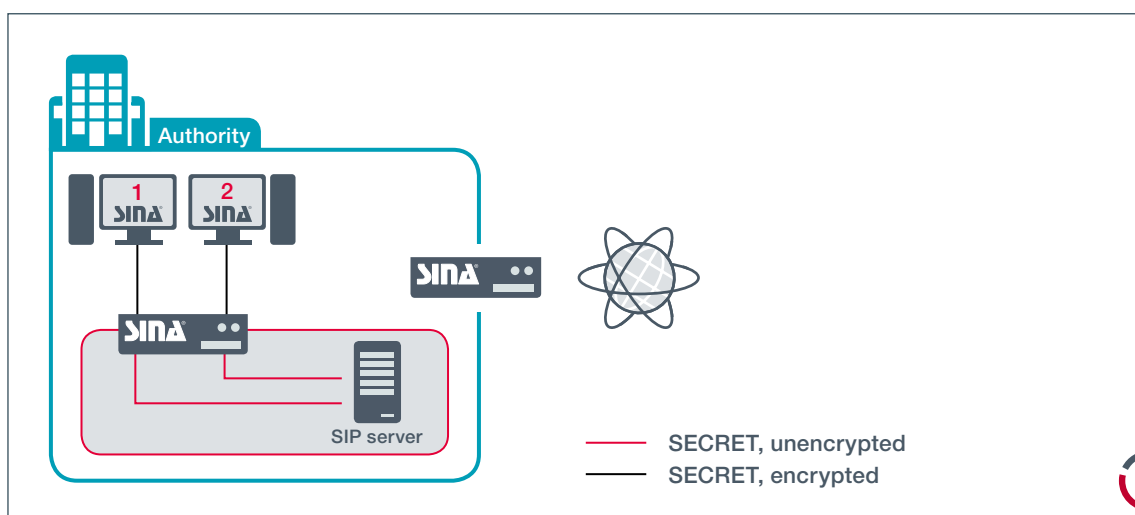 Authority
1
SINA®
2
SINA®
SINA®
SINA®
SIP server
SECRET, unencrypted
SECRET, encrypted